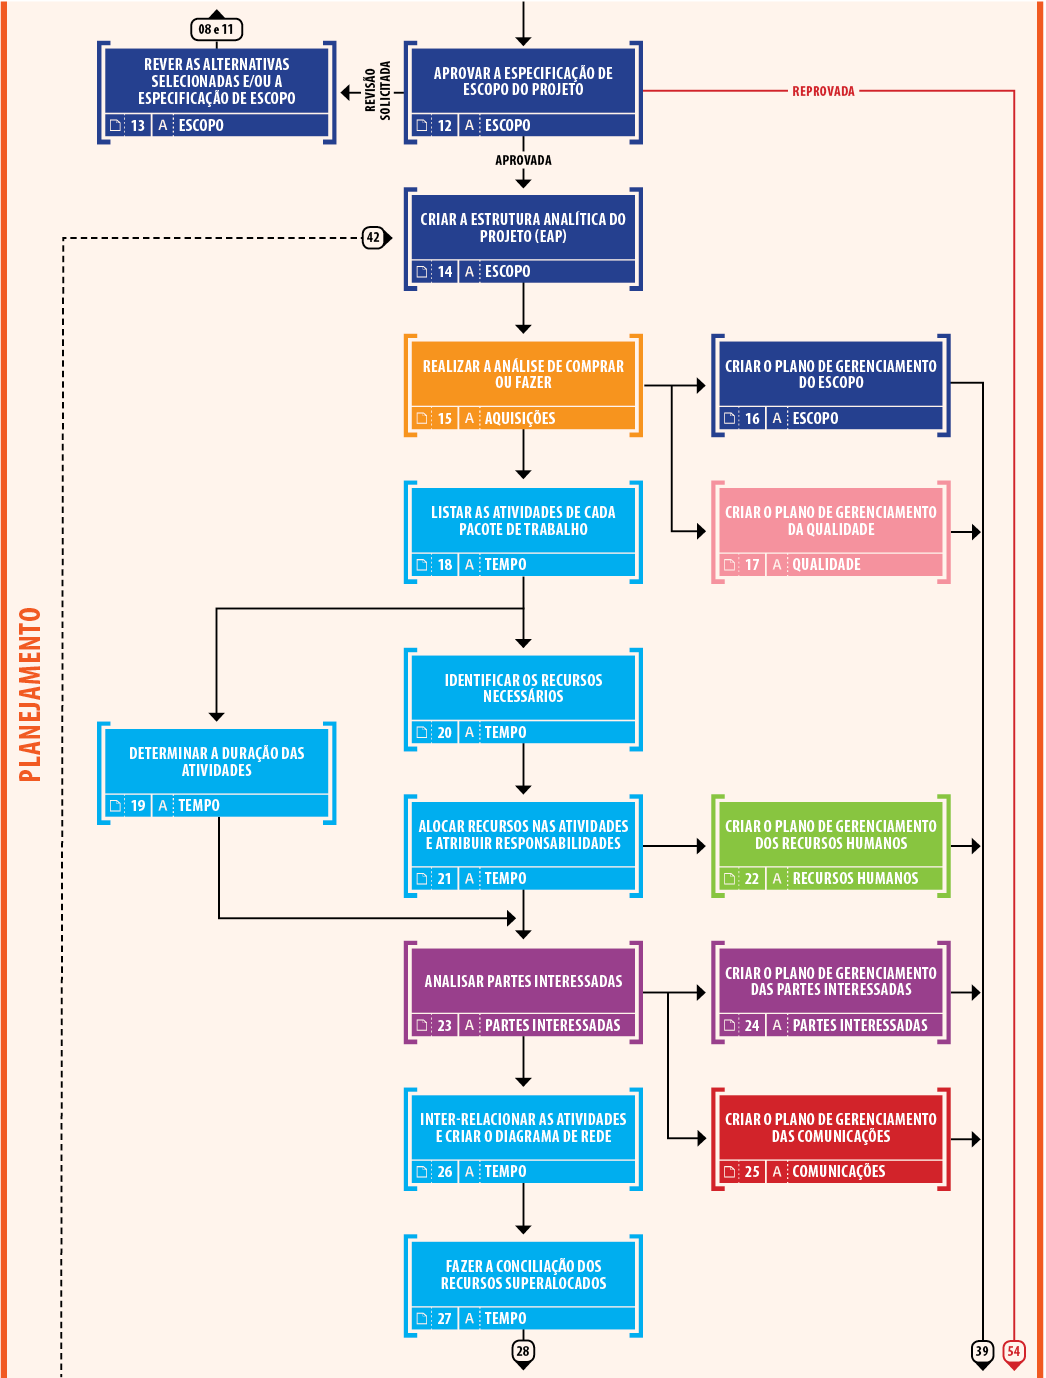 08 e 11
REVER AS ALTERNATIVAS
SELECIONADAS E/OU A
ESPECIFICAÇÃO DE ESCOPO
13 A ESCOPO
REVISÃO
SOLICITADA
APROVAR A ESPECIFICAÇÃO DE
ESCOPO DO PROJETO
12 A ESCOPO
REPROVADA
APROVADA
CRIAR A ESTRUTURA ANALÍTICA DO
PROJETO (EAP)
14 A ESCOPO
42
REALIZAR A ANÁLISE DE COMPRAR
OU FAZER
15 A AQUISIÇÕES
CRIAR O PLANO DE GERENCIAMENTO
DO ESCOPO
16 A ESCOPO
LISTAR AS ATIVIDADES DE CADA
PACOTE DE TRABALHO
18 A TEMPO
CRIAR O PLANO DE GERENCIAMENTO
DA QUALIDADE
17 A QUALIDADE
PLANEJAMENTO
IDENTIFICAR OS RECURSOS
NECESSÁRIOS
20 A TEMPO
DETERMINAR A DURAÇÃO DAS
ATIVIDADES
19 A TEMPO
ALOCAR RECURSOS NAS ATIVIDADES
E ATRIBUIR RESPONSABILIDADES
21 A TEMPO
CRIAR O PLANO DE GERENCIAMENTO
DOS RECURSOS HUMANOS
22 A RECURSOS HUMANOS
ANALISAR PARTES INTERESSADAS
23 A PARTES INTERESSADAS
CRIAR O PLANO DE GERENCIAMENTO
DAS PARTES INTERESSADAS
24 A PARTES INTERESSADAS
INTER-RELACIONAR AS ATIVIDADES
E CRIAR O DIAGRAMA DE REDE
26 A TEMPO
CRIAR O PLANO DE GERENCIAMENTO
DAS COMUNICAÇÕES
25 A COMUNICAÇÕES
FAZER A CONCILIAÇÃO DOS
RECURSOS SUPERALOCADOS
27 A TEMPO
28
39
54